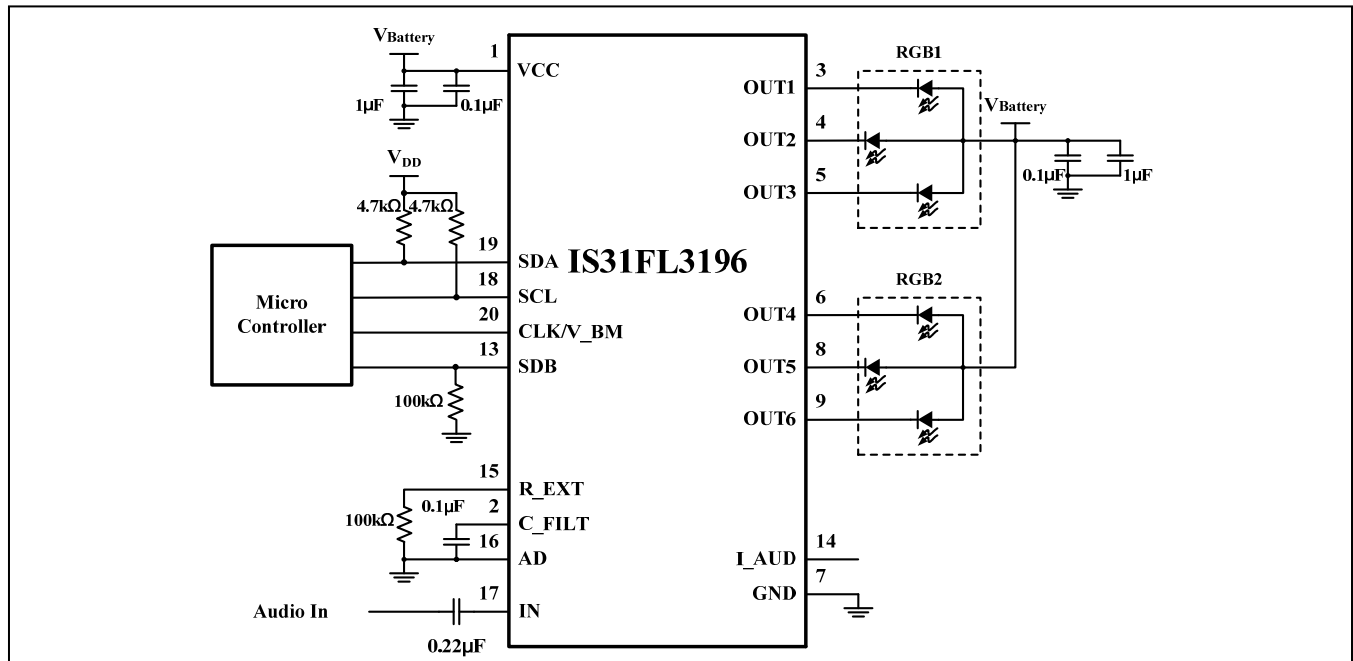 VBattery
1
VCC
1µF
0.1µF
VDD
4.7kΩ
4.7kΩ
19
SDA
18
SCL
20
CLK/V_BM
13
SDB
Micro
Controller
100kΩ
IS31FL3196
15
R_EXT
0.1µF
2
C_FILT
100kΩ
16
AD
17
IN
Audio In
0.22µF
RGB1
3
OUT1
4
OUT2
5
OUT3
VBattery
0.1µF
1µF
RGB2
6
OUT4
8
OUT5
9
OUT6
14
I_AUD
7
GND